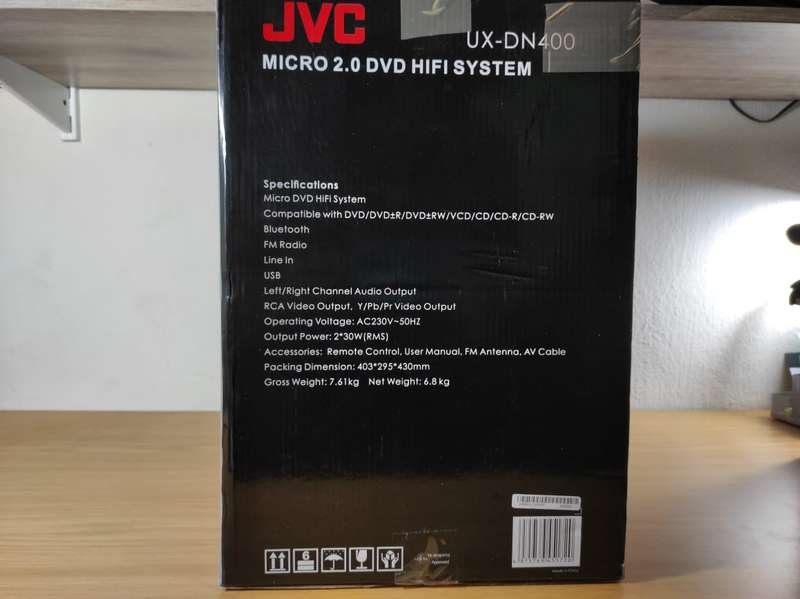 JVC
UX-DN400
MICRO 2.0 DVD HIFI SYSTEM
Specifications
Micro DVD HiFi System
Compatible with DVD/DVD±R/DVD±RW/VCD/CD/CD-R/CD-RW
Bluetooth
FM Radio
Line In
USB
Left/Right Channel Audio Output
RCA Video Output, Y/Pb/Pr Video Output
Operating Voltage: AC230V~50HZ
Output Power: 2*30W(RMS)
Accessories: Remote Control, User Manual, FM Antenna, AV Cable
Packing Dimension: 403*295*430mm
Gross Weight: 7.61kg Net Weight: 6.8kg
6
Approved